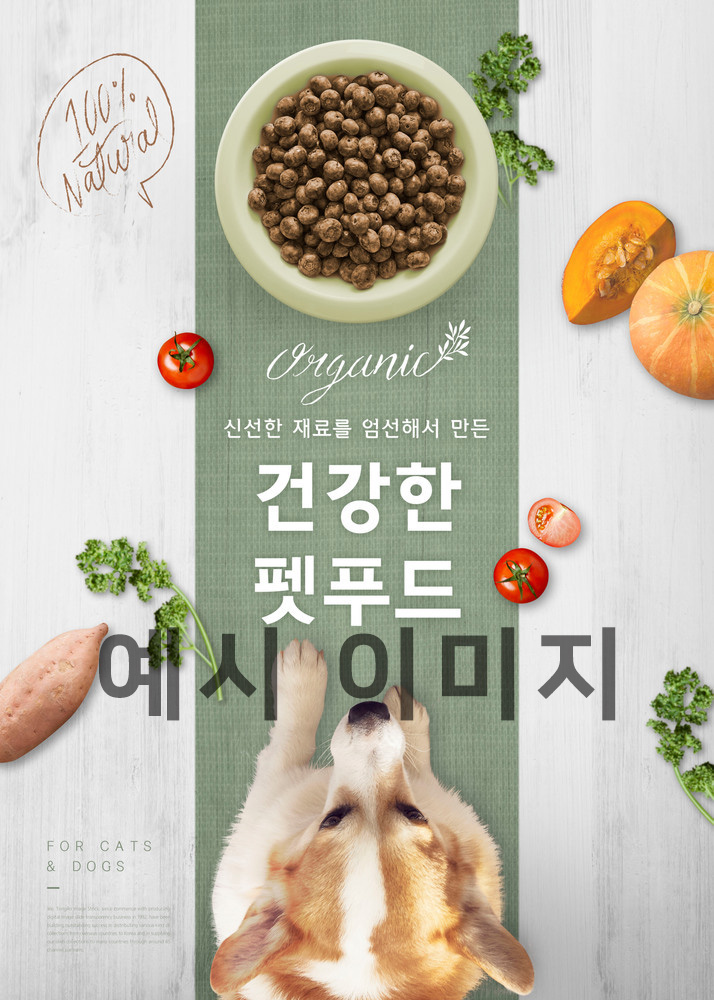 100%
Natural
Organic
신선한 재료를 엄선해서 만든
건강한
펫푸드
예시 이미지
FOR CATS
& DOGS